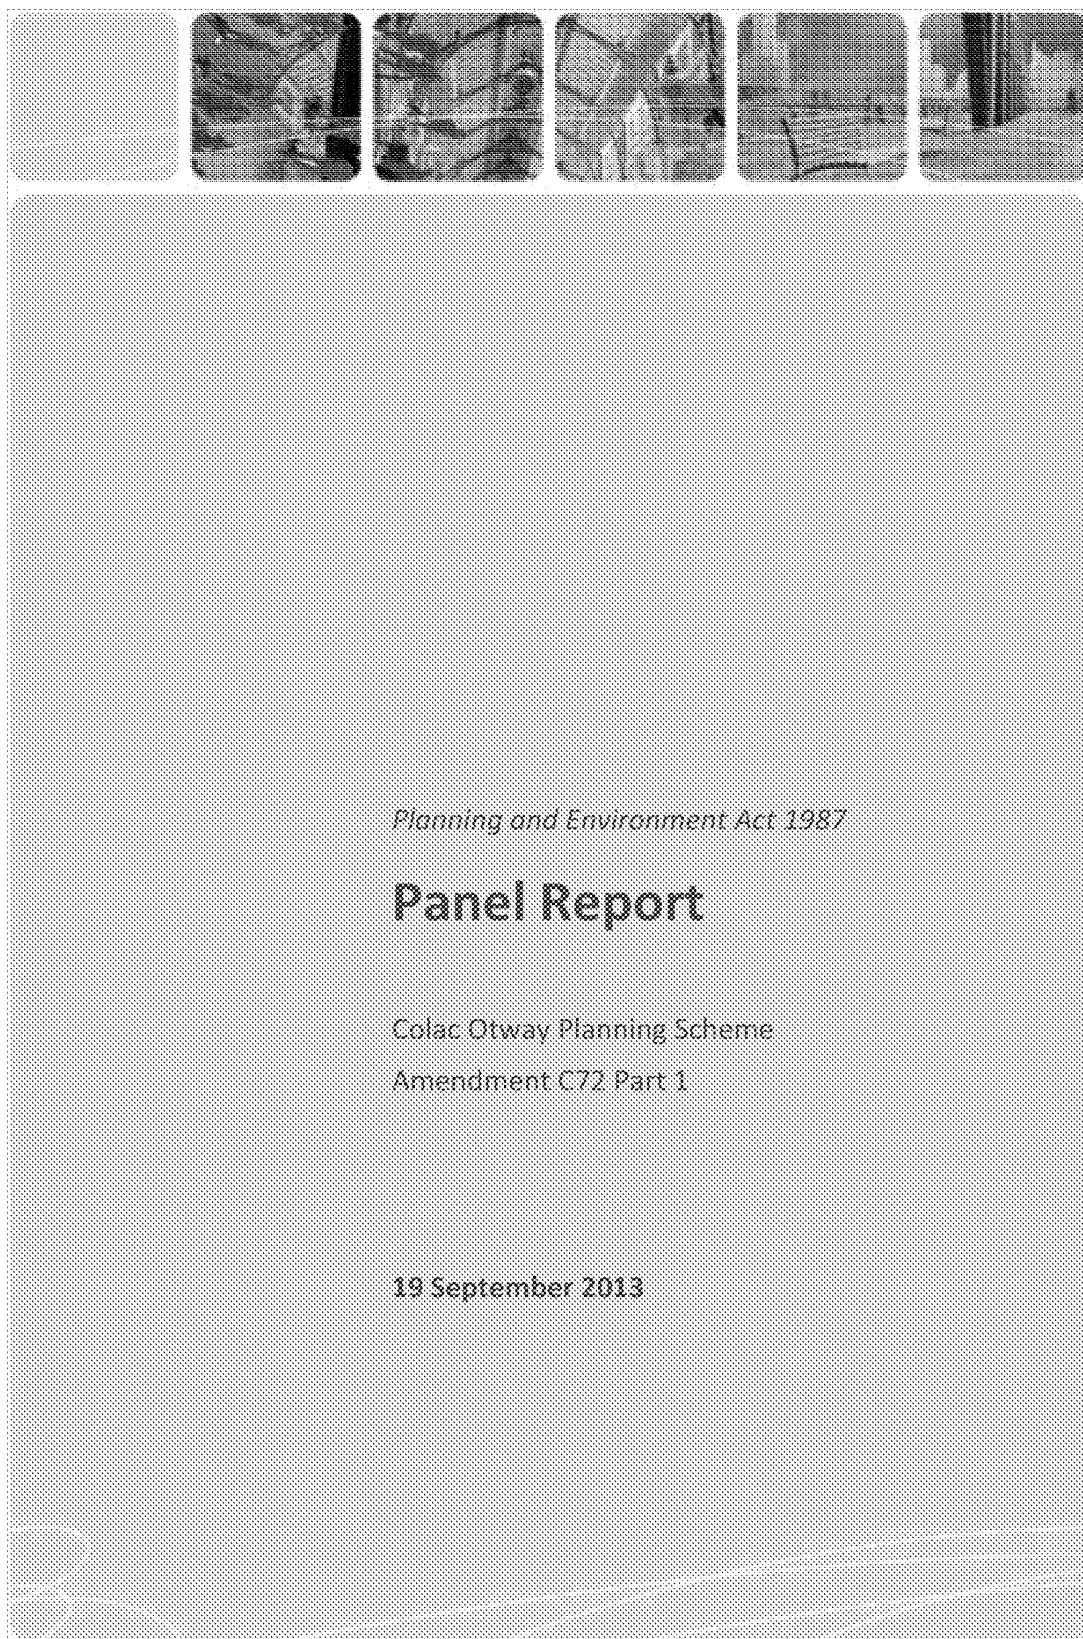 Planning and Environment Act 1987
Panel Report
Colac Otway Planning Scheme
Amendment C72 Part 1
19 September 2013